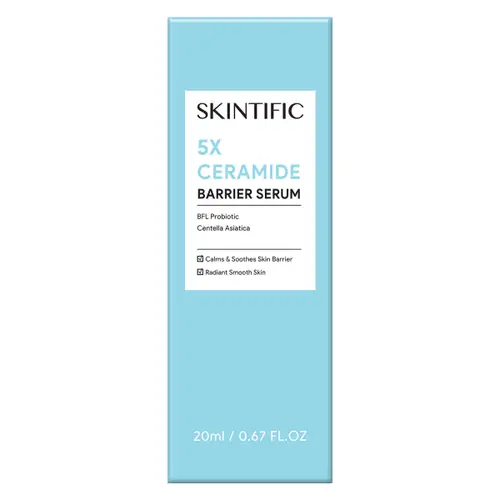 SKINTIFIC
5X
CERAMIDE
BARRIER SERUM
BFL Probiotic
Centella Asiatica
Calms & Soothes Skin Barrier
Radiant Smooth Skin
20ml / 0.67 FL.OZ